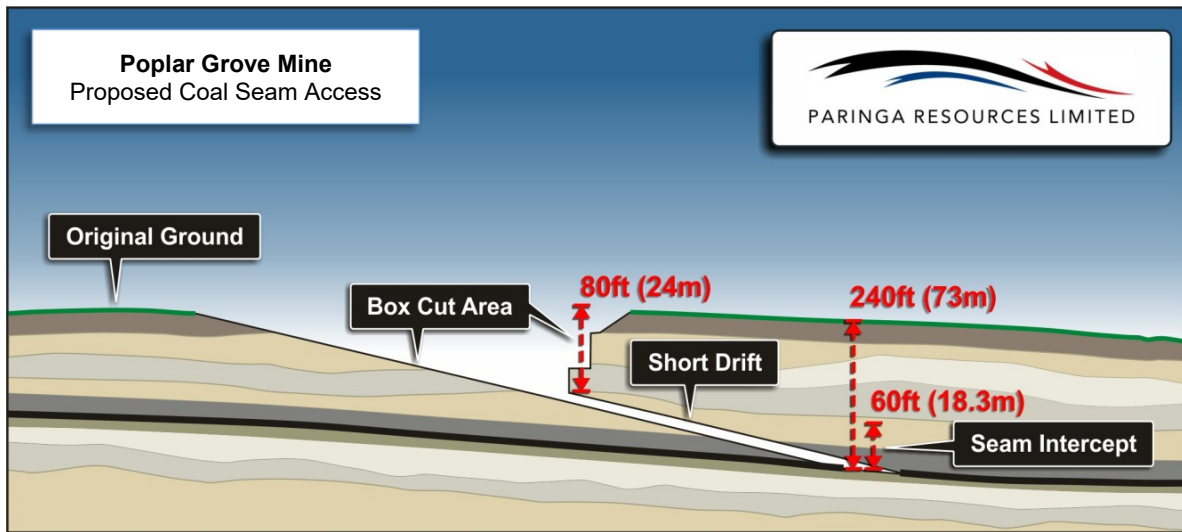 Poplar Grove Mine
Proposed Coal Seam Access
PARINGA RESOURCES LIMITED
Original Ground
Box Cut Area
80ft (24m)
240ft (73m)
Short Drift
60ft (18.3m)
Seam Intercept